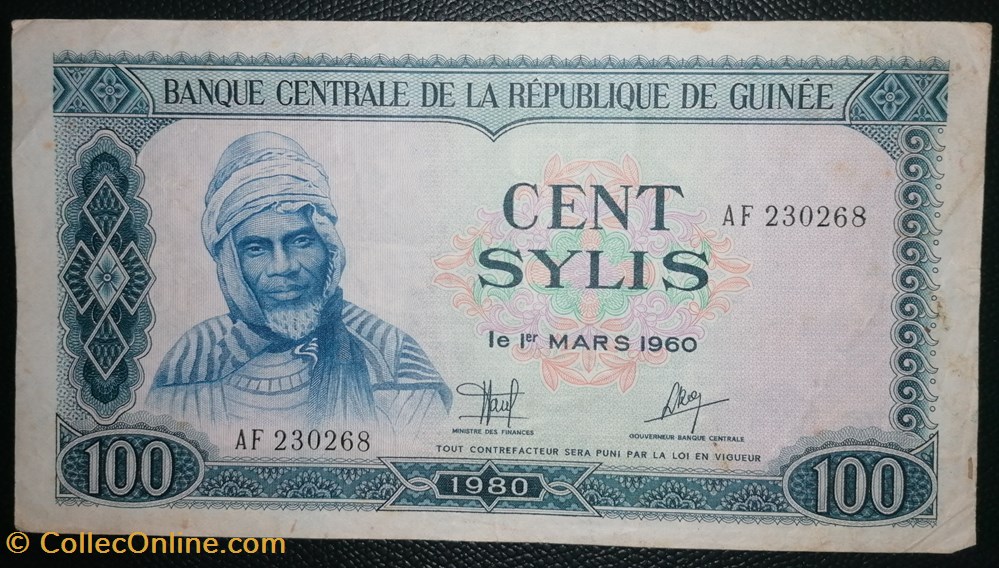 BANQUE CENTRALE DE LA RÉPUBLIQUE DE GUINÉE
CENT
SYLIS
AF 230268
le 1er MARS 1960
MINISTRE DES FINANCES
GOUVERNEUR BANQUE CENTRALE
AF 230268
TOUT CONTREFACTEUR SERA PUNI PAR LA LOI EN VIGUEUR
100
1980
100
© CollecOnline.com